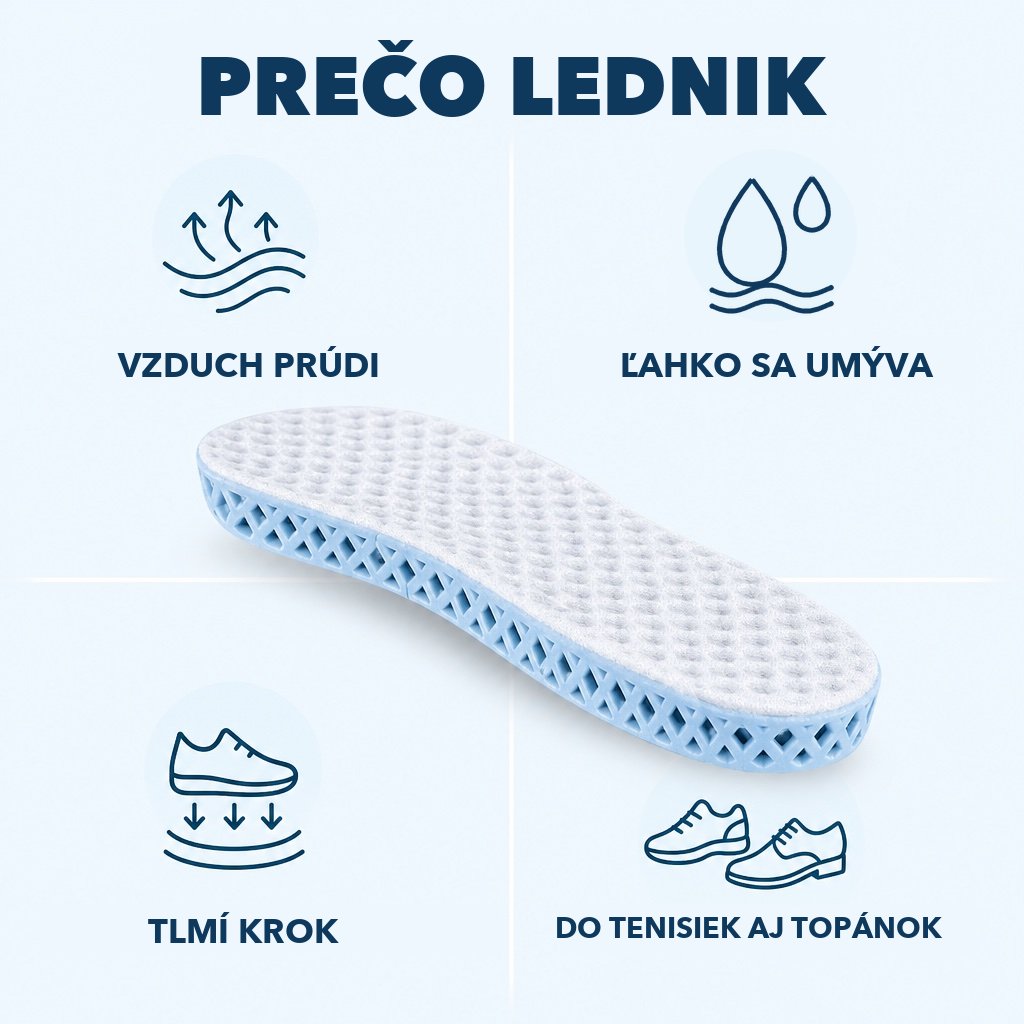 PREČO LEDNIK
VZDUCH PRÚDI
ĽAHKO SA UMÝVA
TLMÍ KROK
DO TENISIEK AJ TOPÁNOK